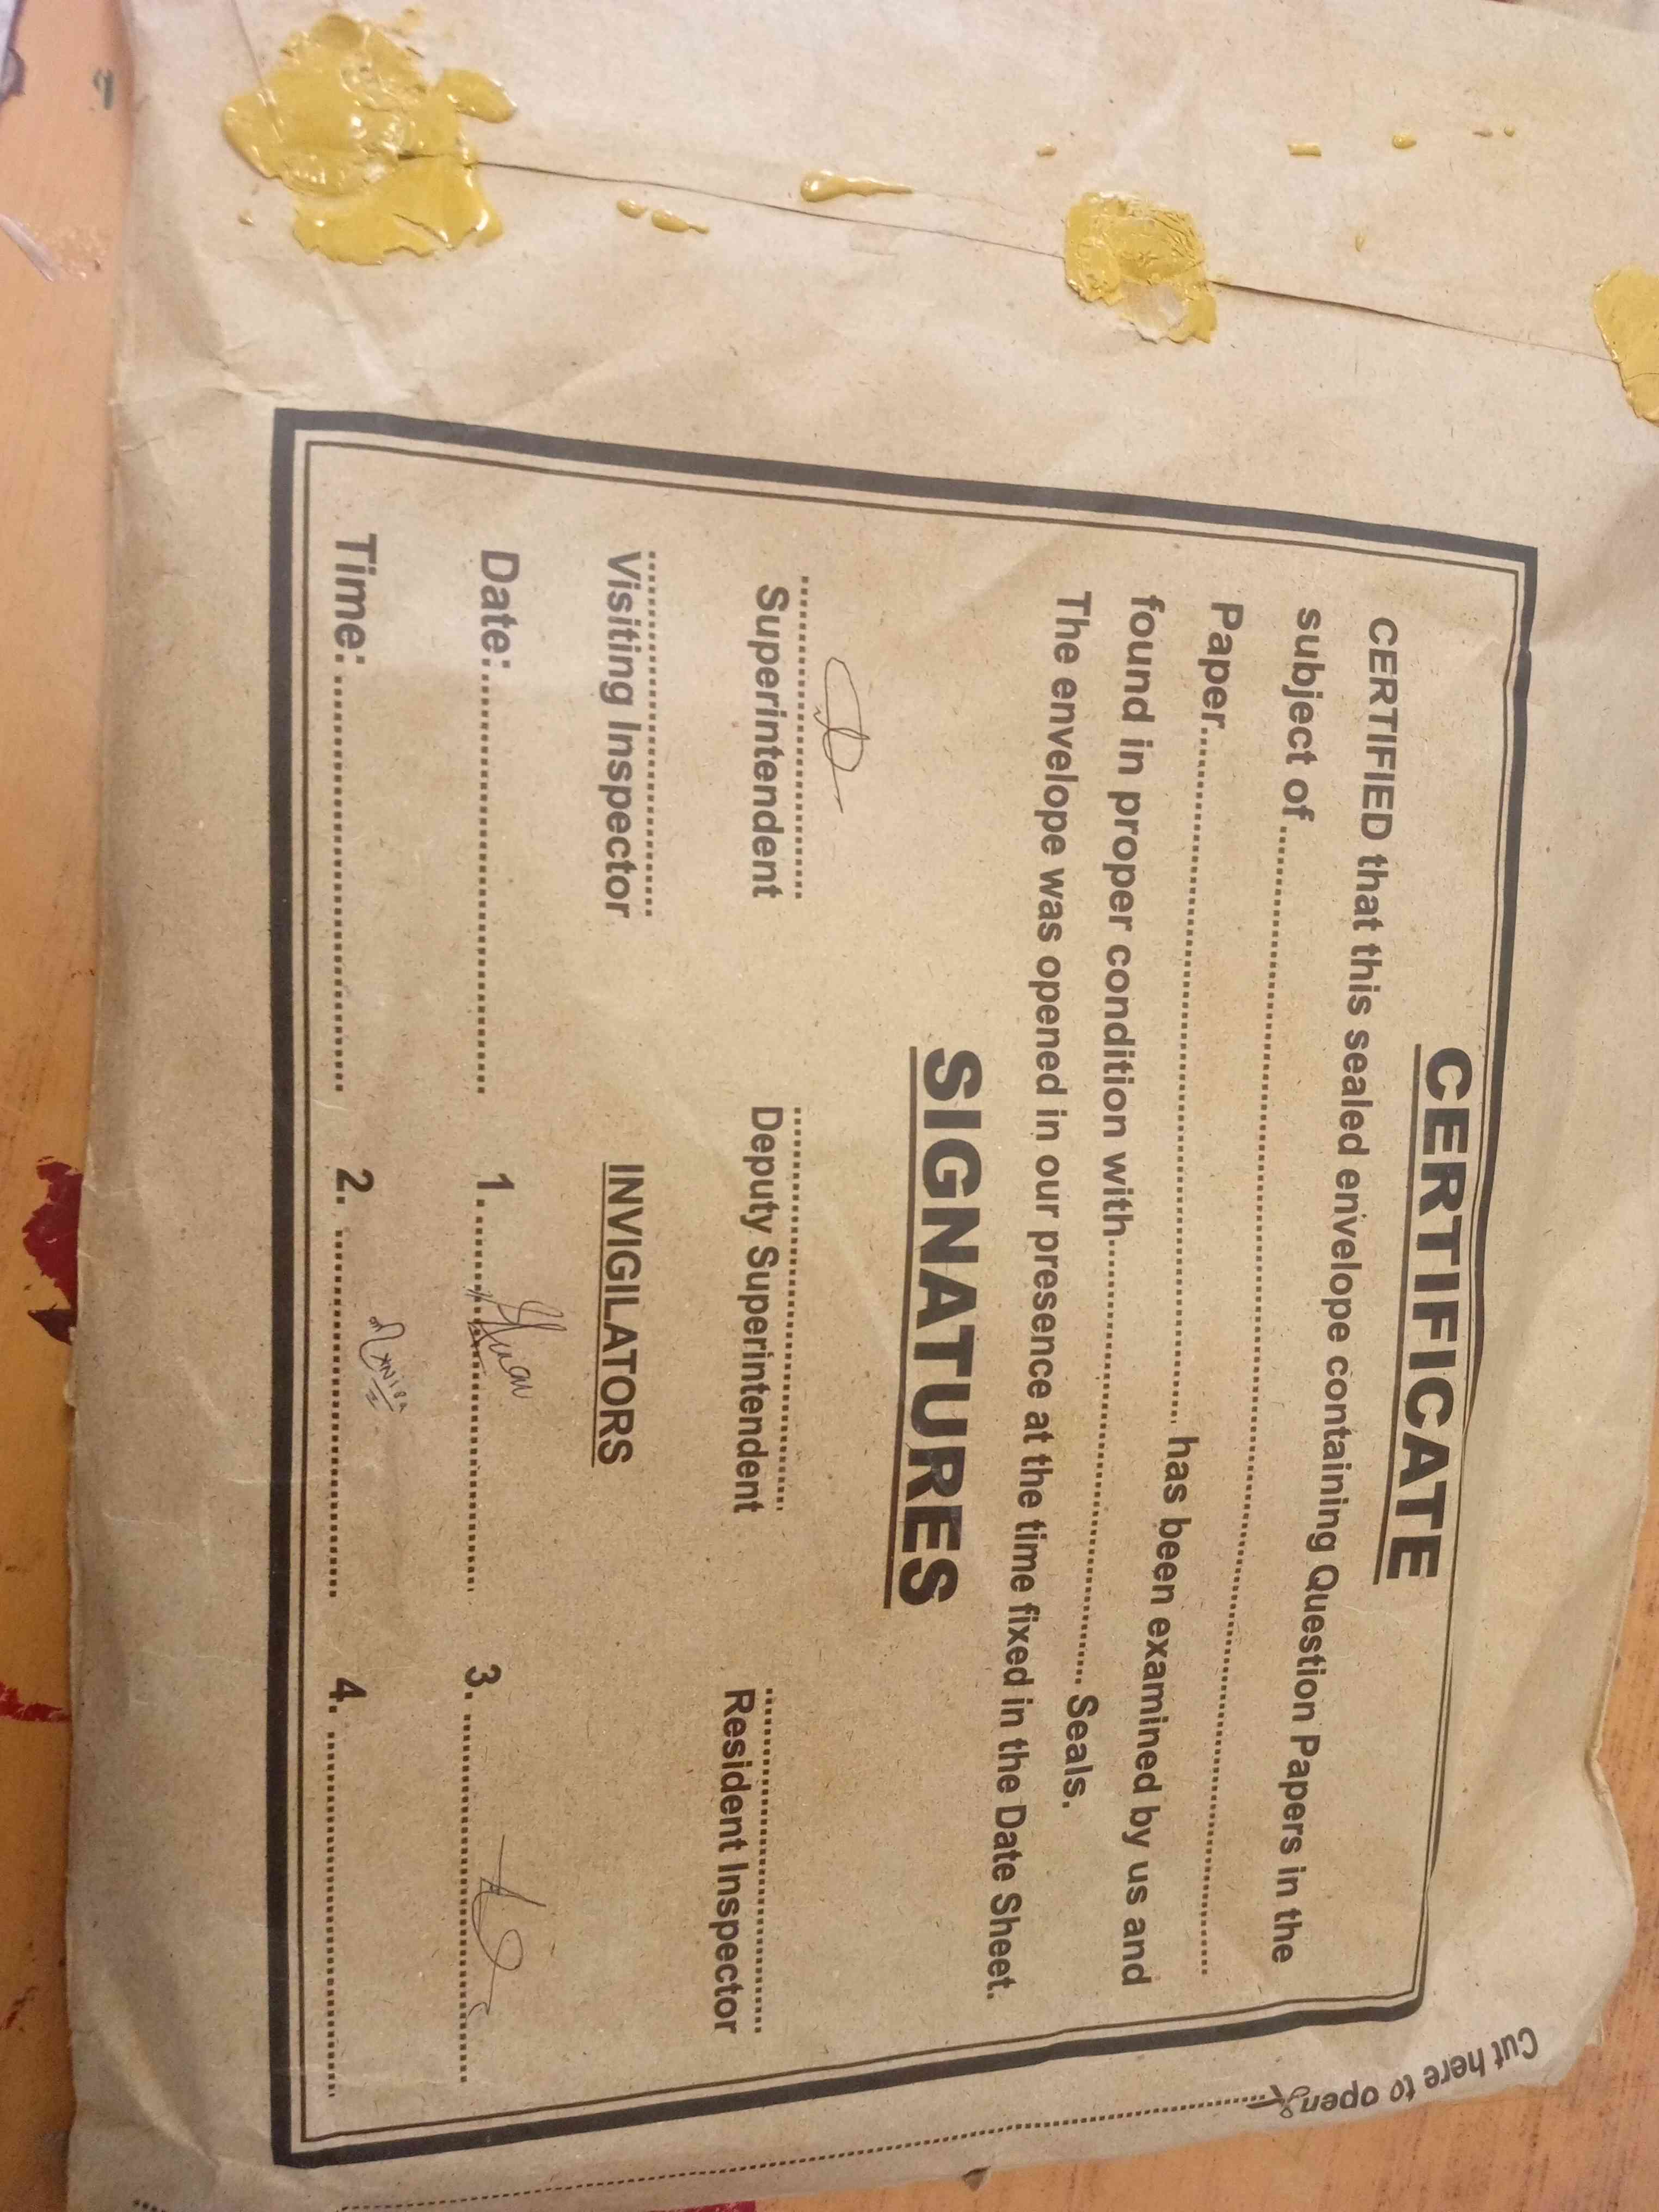 CERTIFICATE
CERTIFIED that this sealed envelope containing Question Papers in the
subject of........................................................................
Paper........................................................ has been examined by us and
found in proper condition with.................................................. Seals.
The envelope was opened in our presence at the time fixed in the Date Sheet.
SIGNATURES
Superintendent Deputy Superintendent Resident Inspector
Visiting Inspector INVIGILATORS
Date:............................................. 1. ............................................. 3. .............................................
Time: ............................................. 2. ............................................. 4. .............................................
Cut here to open